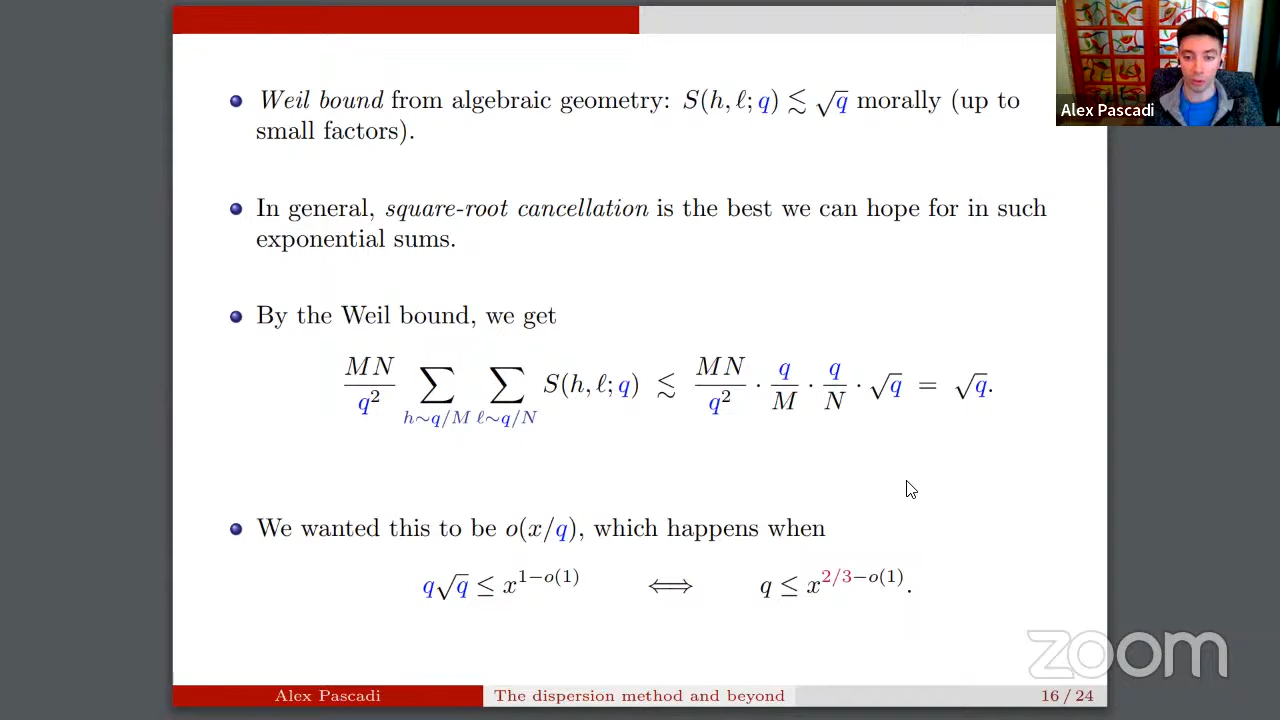 Weil bound from algebraic geometry: S(h, ℓ; q) ≲ √q morally (up to
small factors).
Alex Pascadi
In general, square-root cancellation is the best we can hope for in such
exponential sums.
By the Weil bound, we get
MN/q² ∑_{h∼q/M} ∑_{ℓ∼q/N} S(h, ℓ; q) ≲ MN/q² · q/M · q/N · √q = √q.
We wanted this to be o(x/q), which happens when
q√q ≤ x^{1−o(1)} ⟺ q ≤ x^{2/3−o(1)}.
zoom
Alex Pascadi The dispersion method and beyond 16 / 24